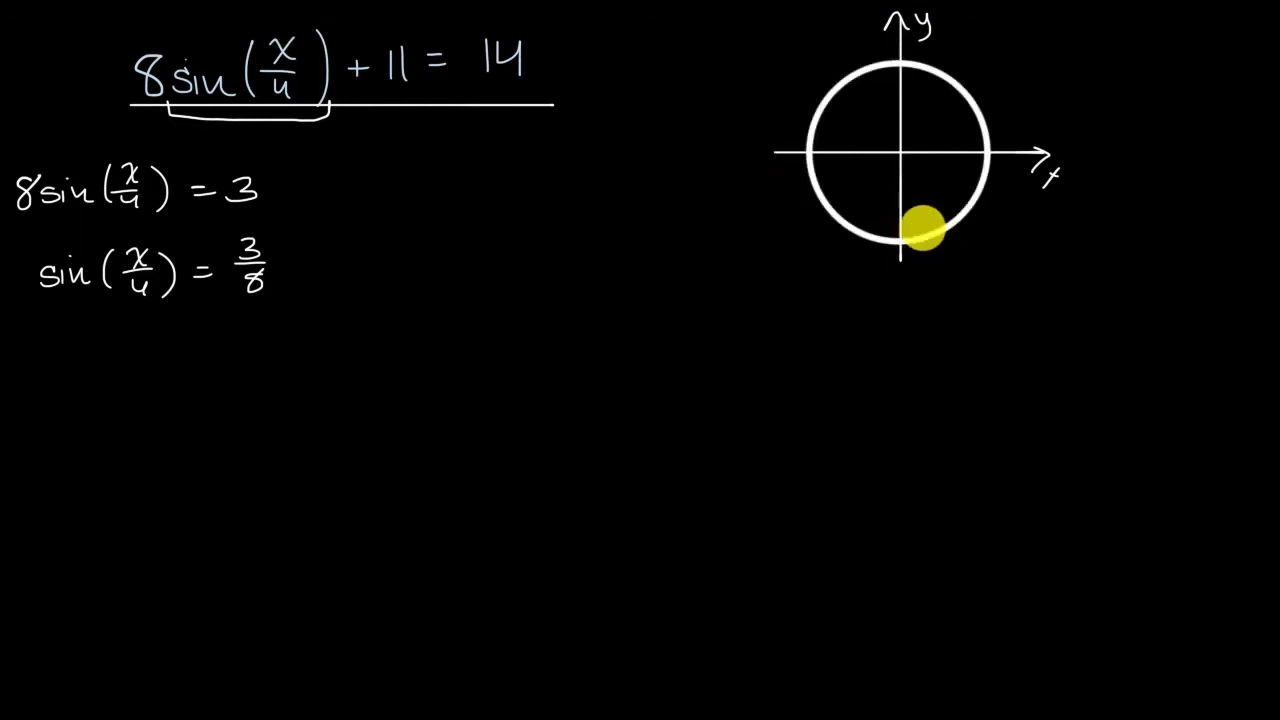 8sin(x/4) + 11 = 14
y
x
8sin(x/4) = 3
sin(x/4) = 3/8